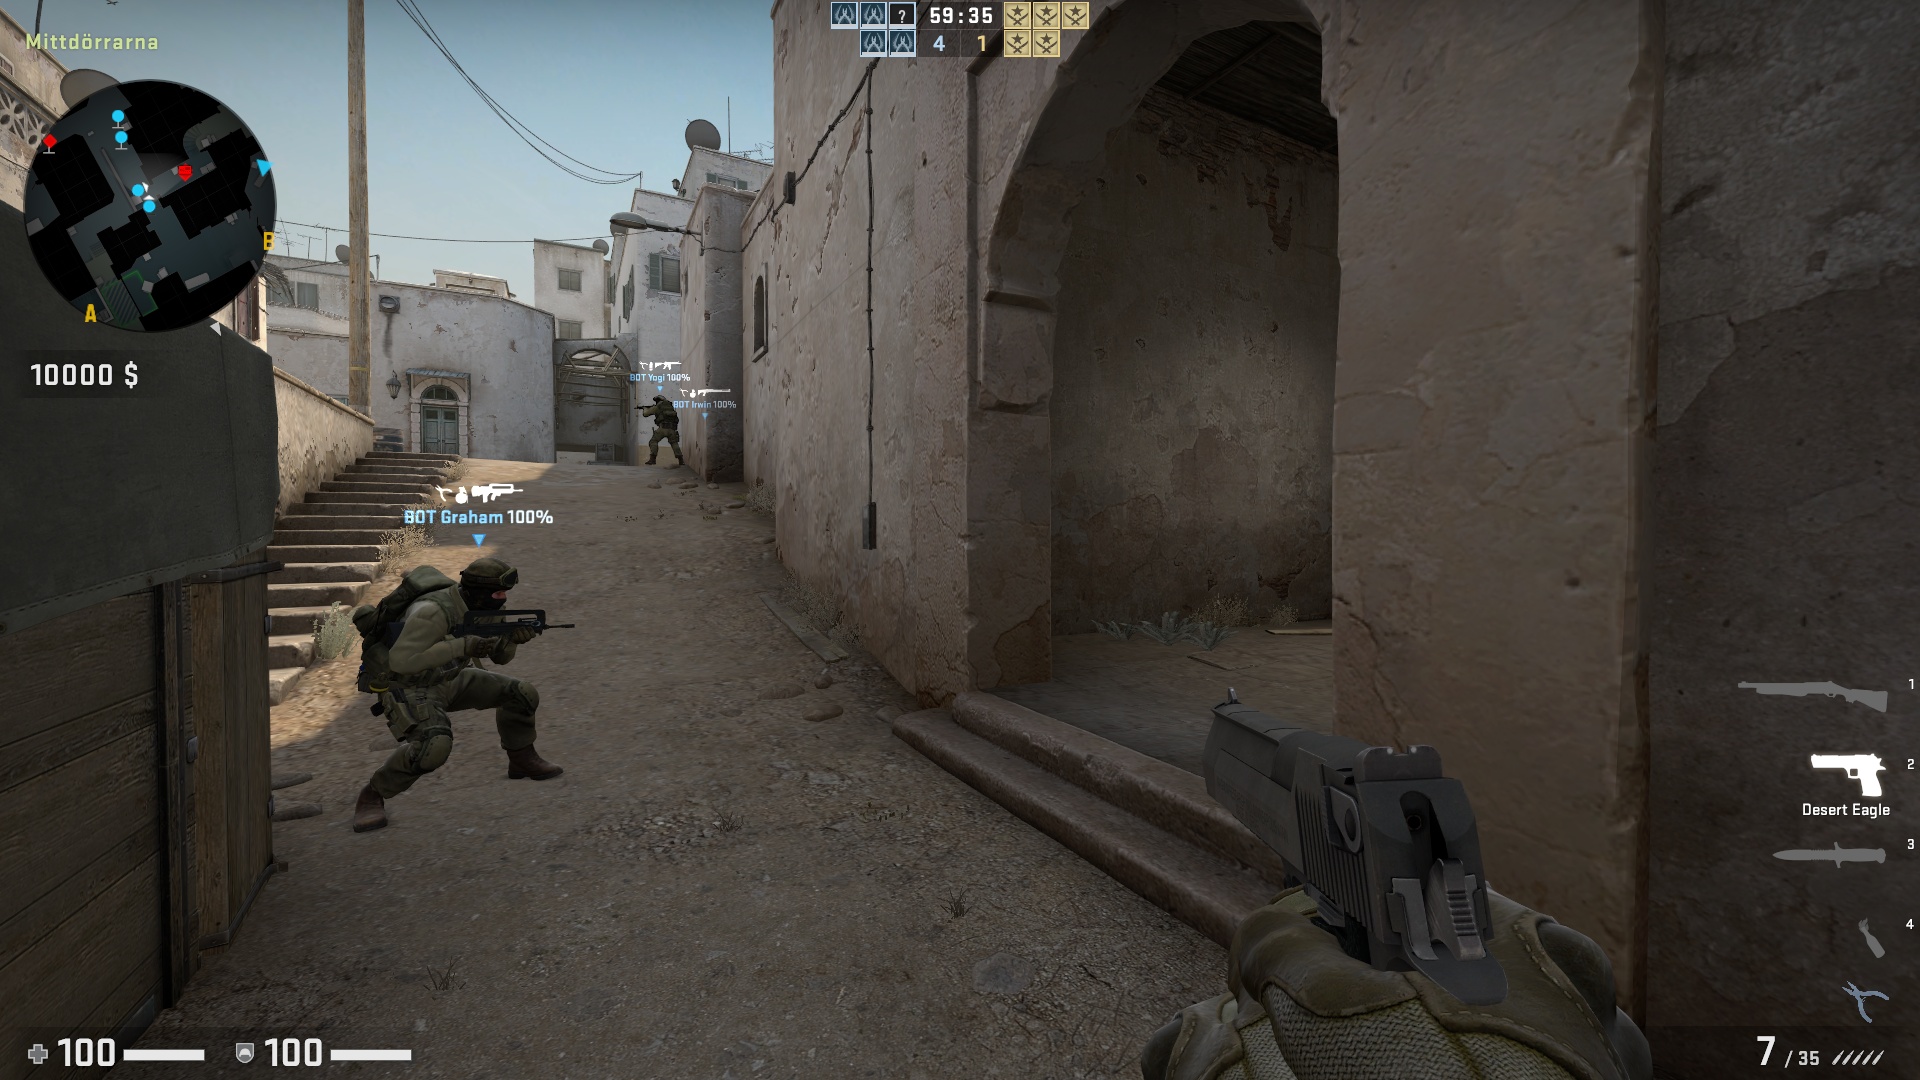 Mittdörrarna
? 59:35
4 1
B
A
10000 $
BOT Yogi 100%
BOT Irwin 100%
BOT Graham 100%
1
2
Desert Eagle
3
4
100 100
7 / 35